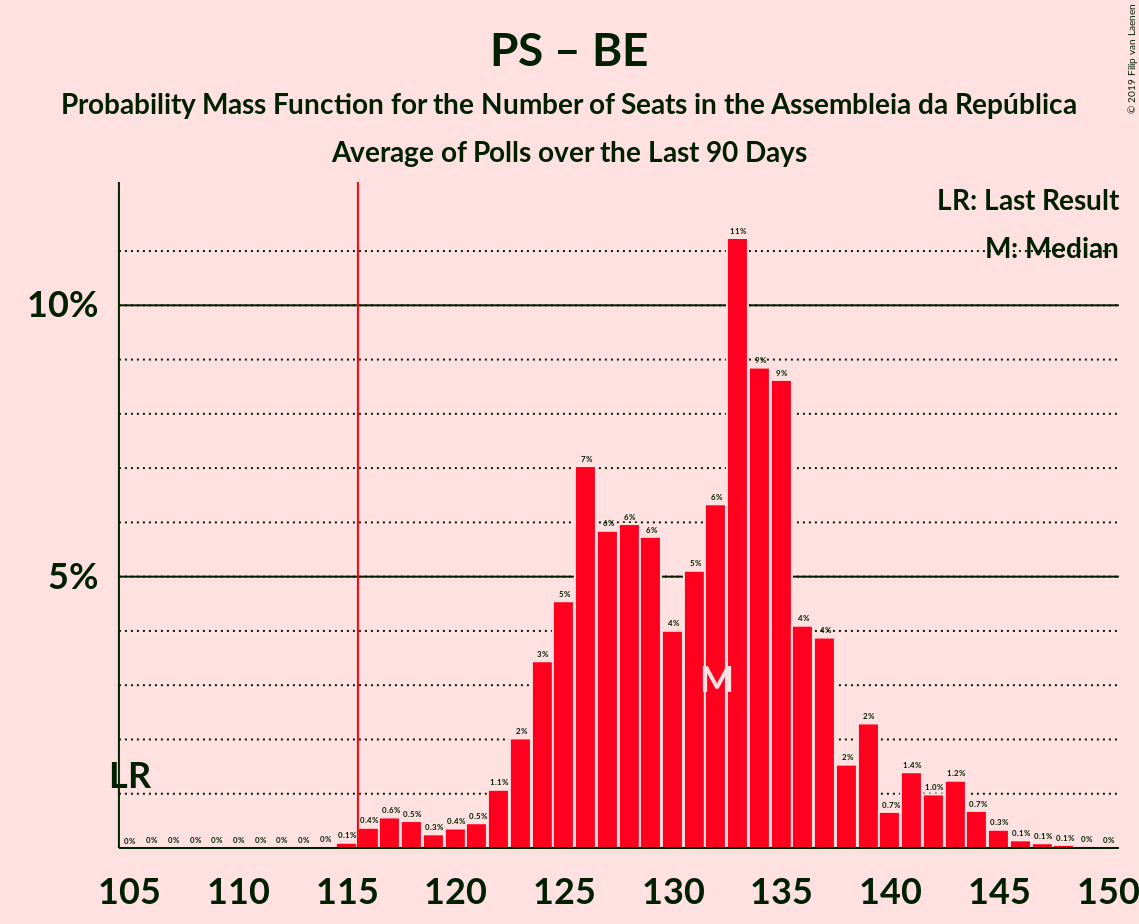 PS – BE
Probability Mass Function for the Number of Seats in the Assembleia da República
Average of Polls over the Last 90 Days
© 2019 Filip van Laenen
LR: Last Result
M: Median
10%
5%
LR
M
0% 0% 0% 0% 0% 0% 0% 0% 0% 0% 0.1% 0.4% 0.6% 0.5% 0.3% 0.4% 0.5% 1.1% 2% 3% 5% 7% 6% 6% 6% 4% 5% 6% 11% 9% 9% 4% 4% 2% 2% 0.7% 1.4% 1.0% 1.2% 0.7% 0.3% 0.1% 0.1% 0.1% 0% 0%
105 110 115 120 125 130 135 140 145 150